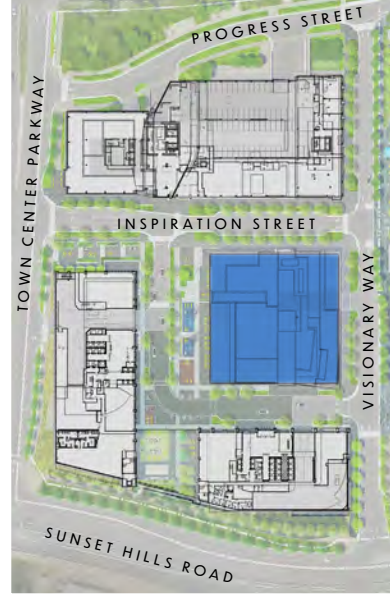 PROGRESS STREET
TOWN CENTER PARKWAY
INSPIRATION STREET
VISIONARY WAY
SUNSET HILLS ROAD